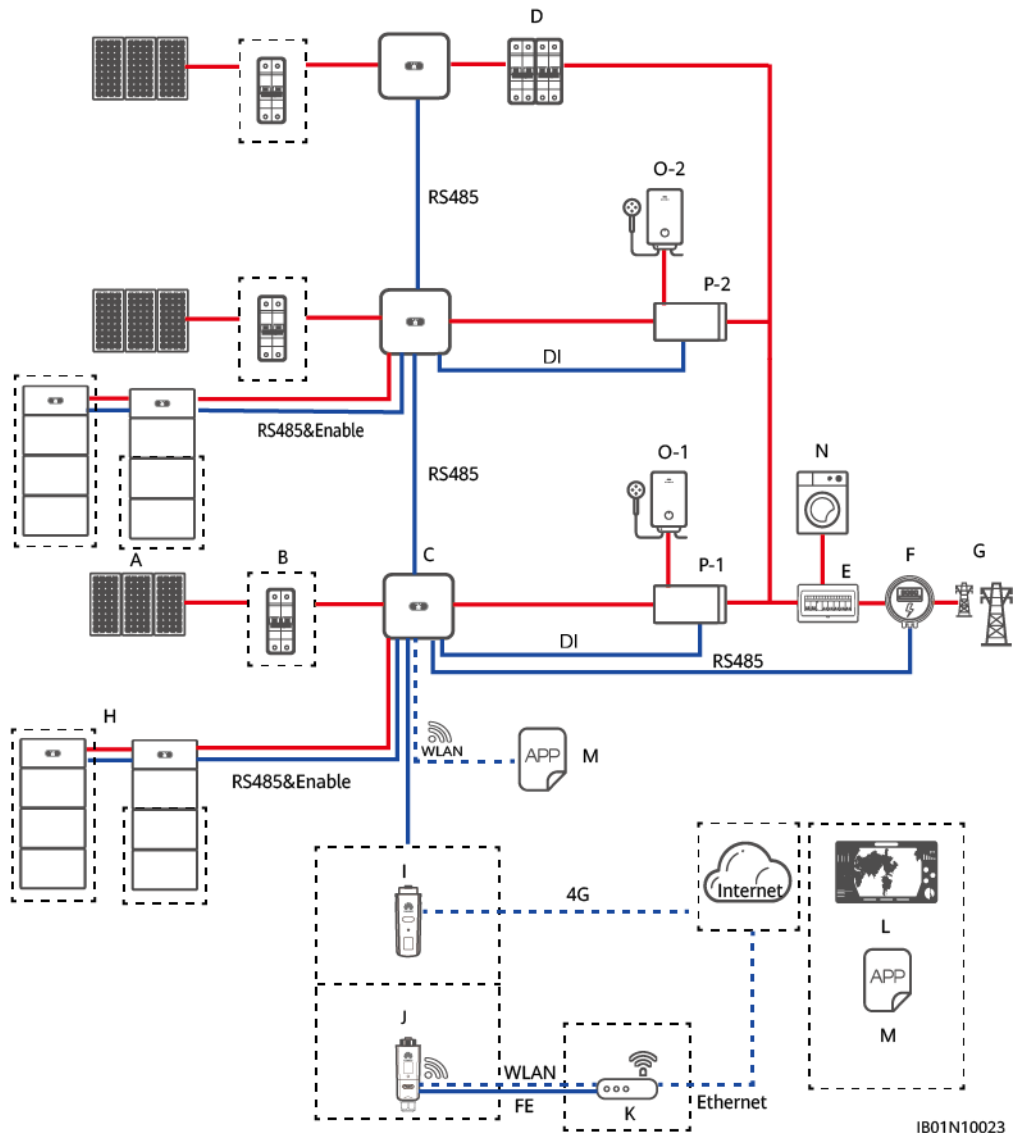 D
RS485
O-2
P-2
DI
RS485&Enable
RS485
O-1
N
A
B
C
P-1
E
F
G
DI
RS485
H
WLAN
APP
M
RS485&Enable
I
4G
Internet
L
APP
M
J
WLAN
FE
K
Ethernet
IB01N10023